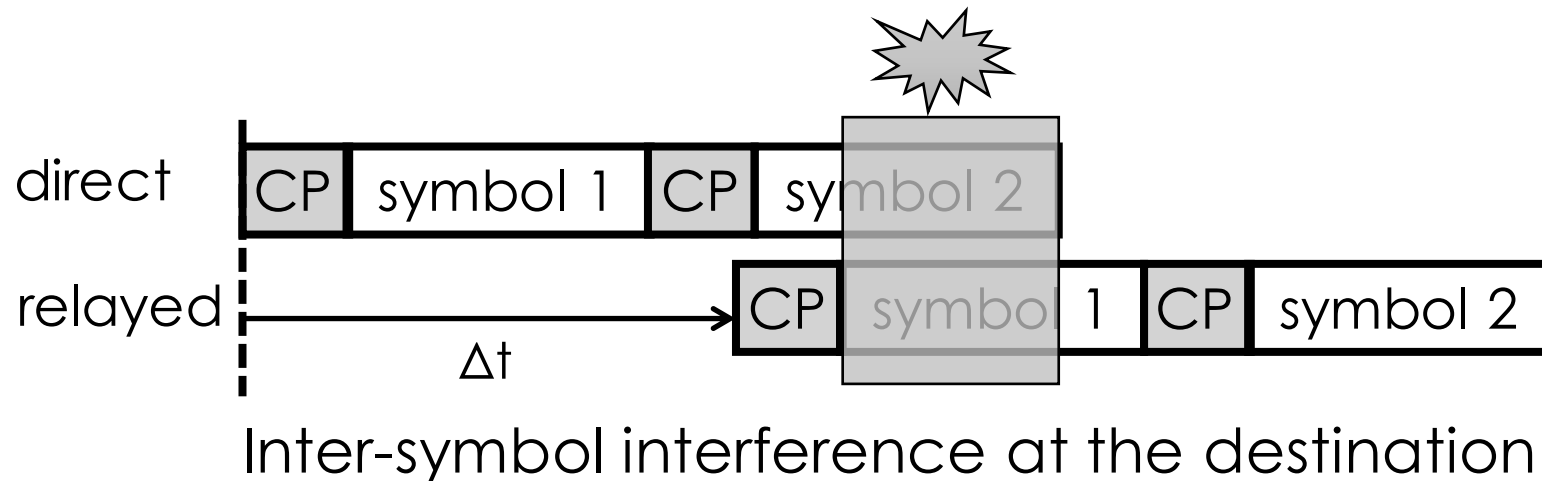 direct CP symbol 1 CP symbol 2
relayed CP symbol 1 CP symbol 2
Δt
Inter-symbol interference at the destination